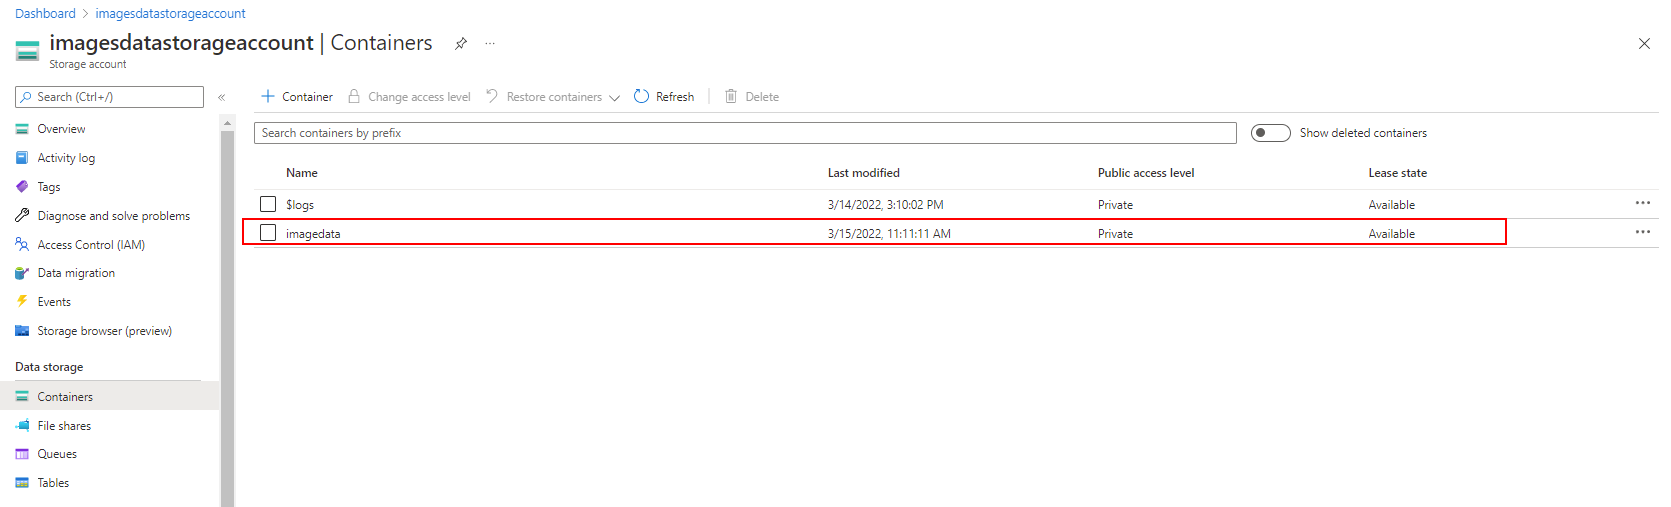 Dashboard > imagesdatastorageaccount
imagesdatastorageaccount | Containers ...
Storage account
Search (Ctrl+/) «
+ Container Change access level Restore containers Refresh | Delete
Overview
Activity log
Tags
Diagnose and solve problems
Access Control (IAM)
Data migration
Events
Storage browser (preview)
Data storage
Containers
File shares
Queues
Tables
Search containers by prefix Show deleted containers
Name Last modified Public access level Lease state
$logs 3/14/2022, 3:10:02 PM Private Available ...
imagedata 3/15/2022, 11:11:11 AM Private Available ...